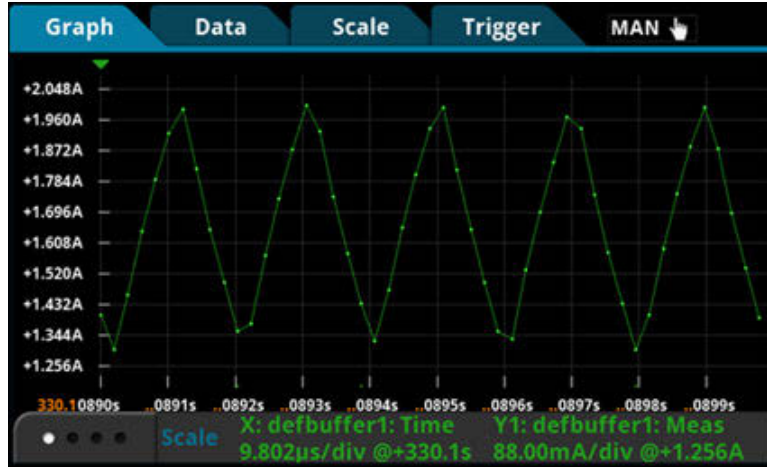 Graph Data Scale Trigger MAN
+2.048A
+1.960A
+1.872A
+1.784A
+1.696A
+1.608A
+1.520A
+1.432A
+1.344A
+1.256A
330.10890s ..0891s ..0892s ..0893s ..0894s ..0895s ..0896s ..0897s ..0898s ..0899s
Scale X: defbuffer1: Time Y1: defbuffer1: Meas
9.802µs/div @+330.1s 88.00mA/div @+1.256A